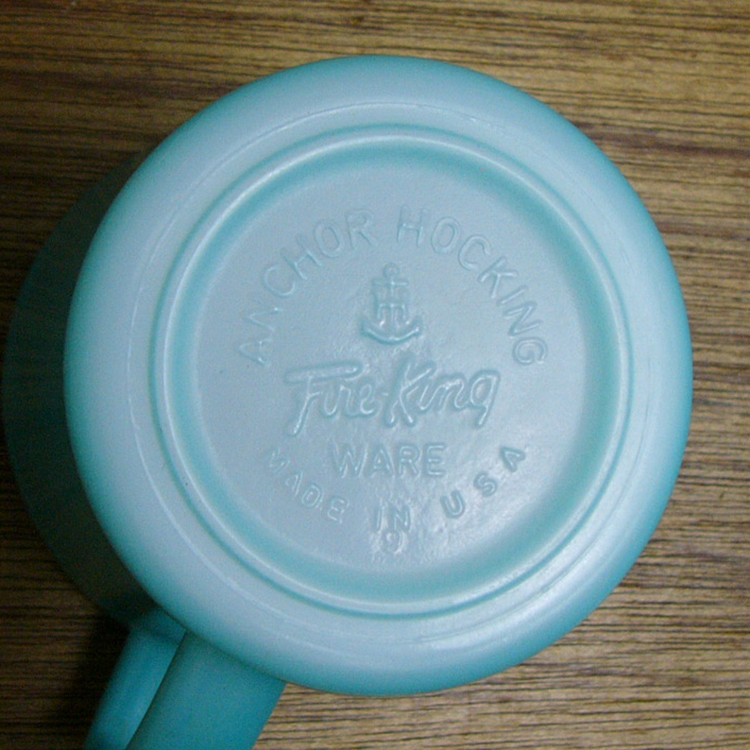 ANCHOR HOCKING
H
Fire-King
WARE
MADE IN USA
9